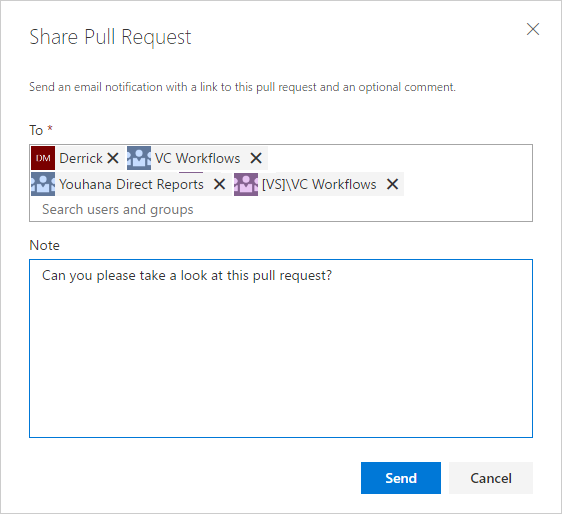 Share Pull Request
Send an email notification with a link to this pull request and an optional comment.
To *
DM Derrick VC Workflows
Youhana Direct Reports [VS]\VC Workflows
Search users and groups
Note
Can you please take a look at this pull request?
Send Cancel